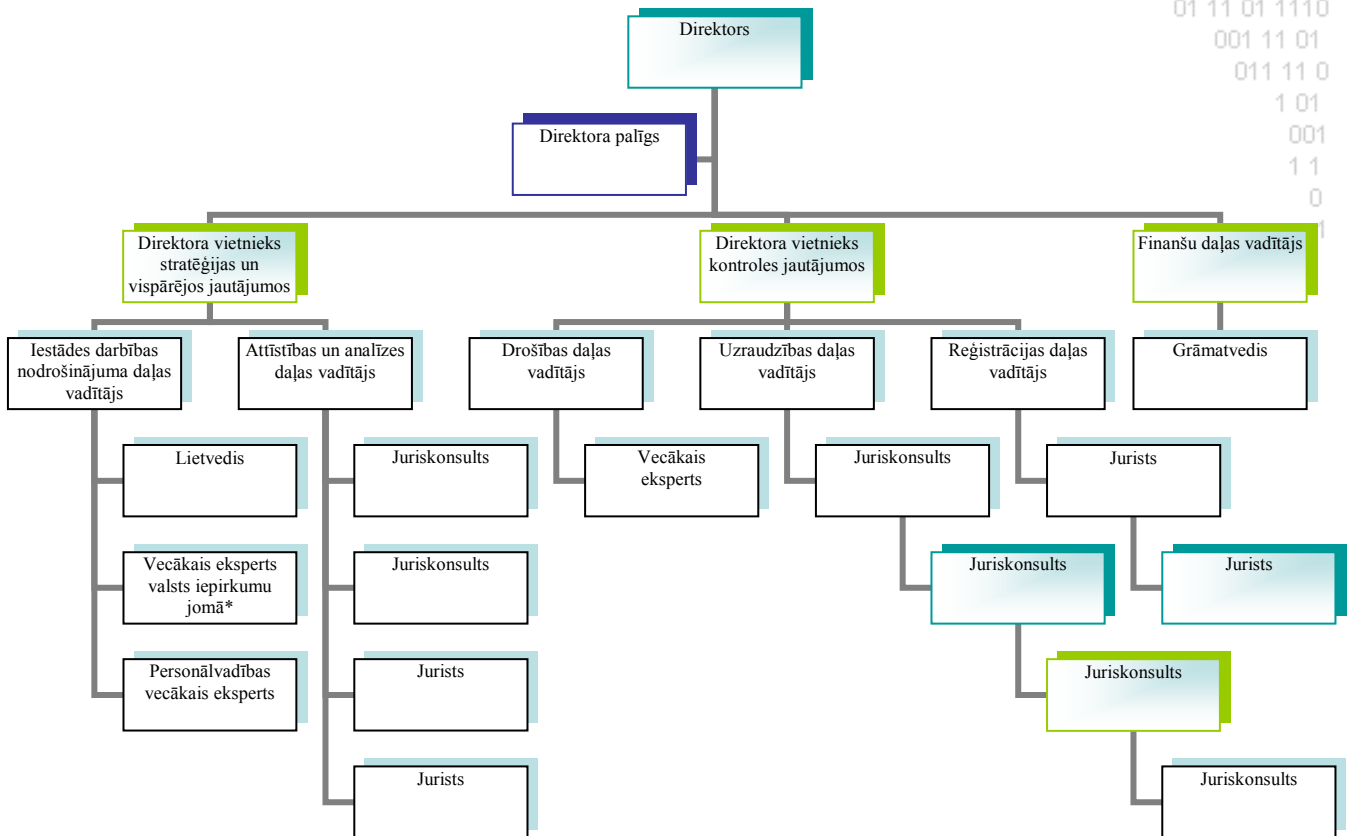 01 11 01 1110
001 11 01
011 11 0
1 01
001
1 1
0
1
Direktors
Direktora palīgs
Direktora vietnieks
stratēģijas un
vispārējos jautājumos
Direktora vietnieks
kontroles jautājumos
Finanšu daļas vadītājs
Iestādes darbības
nodrošinājuma daļas
vadītājs
Attīstības un analīzes
daļas vadītājs
Drošības daļas
vadītājs
Uzraudzības daļas
vadītājs
Reģistrācijas daļas
vadītājs
Grāmatvedis
Lietvedis
Juriskonsults
Vecākais
eksperts
Juriskonsults
Jurists
Vecākais eksperts
valsts iepirkumu
jomā*
Juriskonsults
Juriskonsults
Jurists
Personālvadības
vecākais eksperts
Jurists
Juriskonsults
Jurists
Juriskonsults